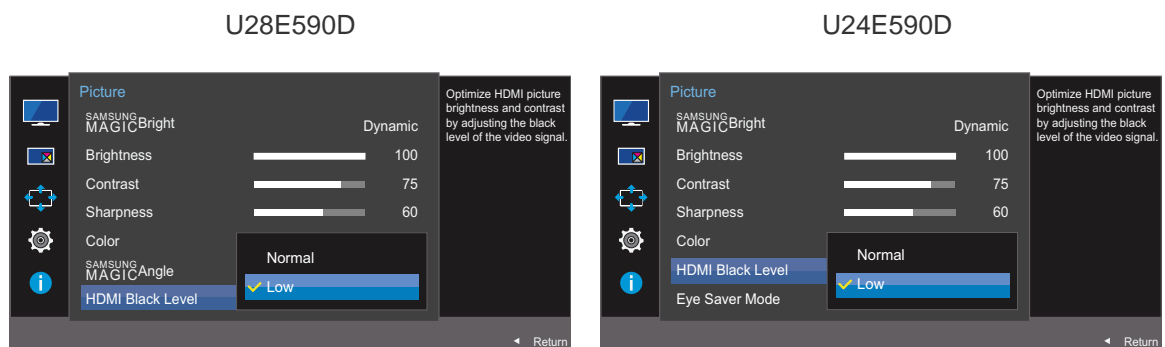 U28E590D
Picture
SAMSUNG
MAGICBright Dynamic
Brightness 100
Contrast 75
Sharpness 60
Color
SAMSUNG
MAGICAngle
HDMI Black Level
Normal
Low
Optimize HDMI picture
brightness and contrast
by adjusting the black
level of the video signal.
Return
U24E590D
Picture
SAMSUNG
MAGICBright Dynamic
Brightness 100
Contrast 75
Sharpness 60
Color
HDMI Black Level
Eye Saver Mode
Normal
Low
Optimize HDMI picture
brightness and contrast
by adjusting the black
level of the video signal.
Return